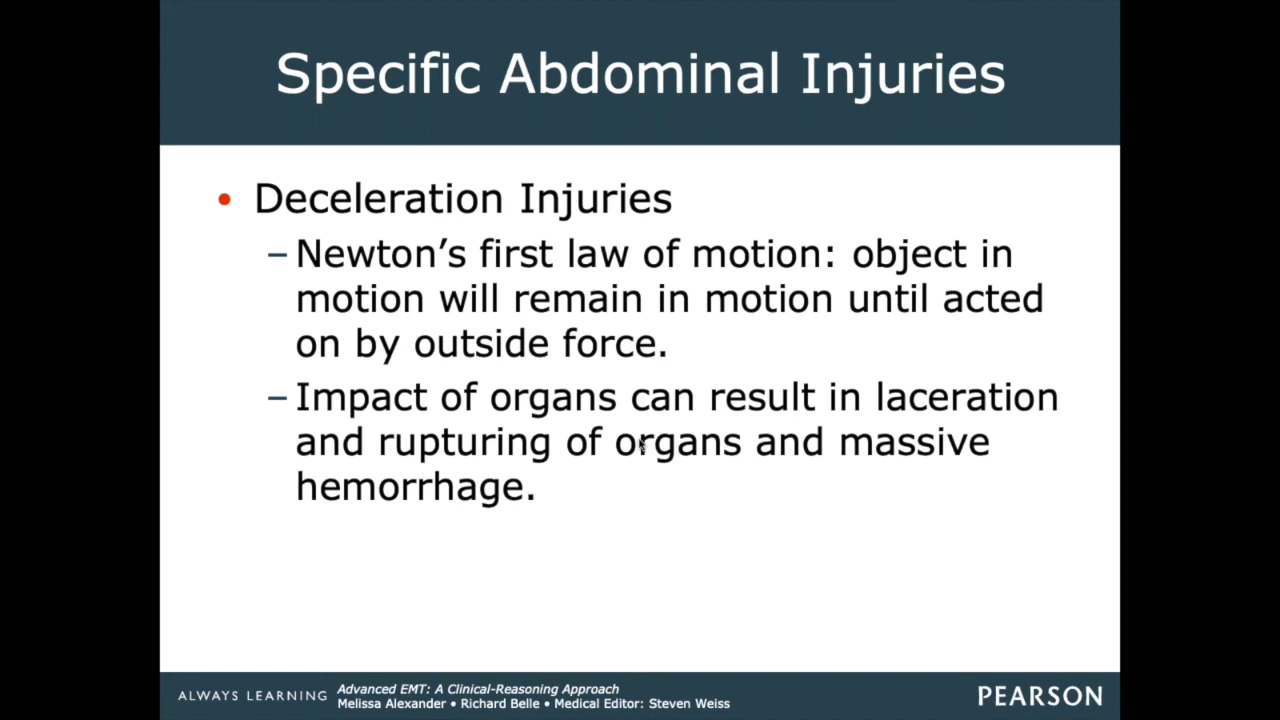 Specific Abdominal Injuries
• Deceleration Injuries
– Newton’s first law of motion: object in
motion will remain in motion until acted
on by outside force.
– Impact of organs can result in laceration
and rupturing of organs and massive
hemorrhage.
ALWAYS LEARNING
Advanced EMT: A Clinical-Reasoning Approach
Melissa Alexander • Richard Belle • Medical Editor: Steven Weiss
PEARSON